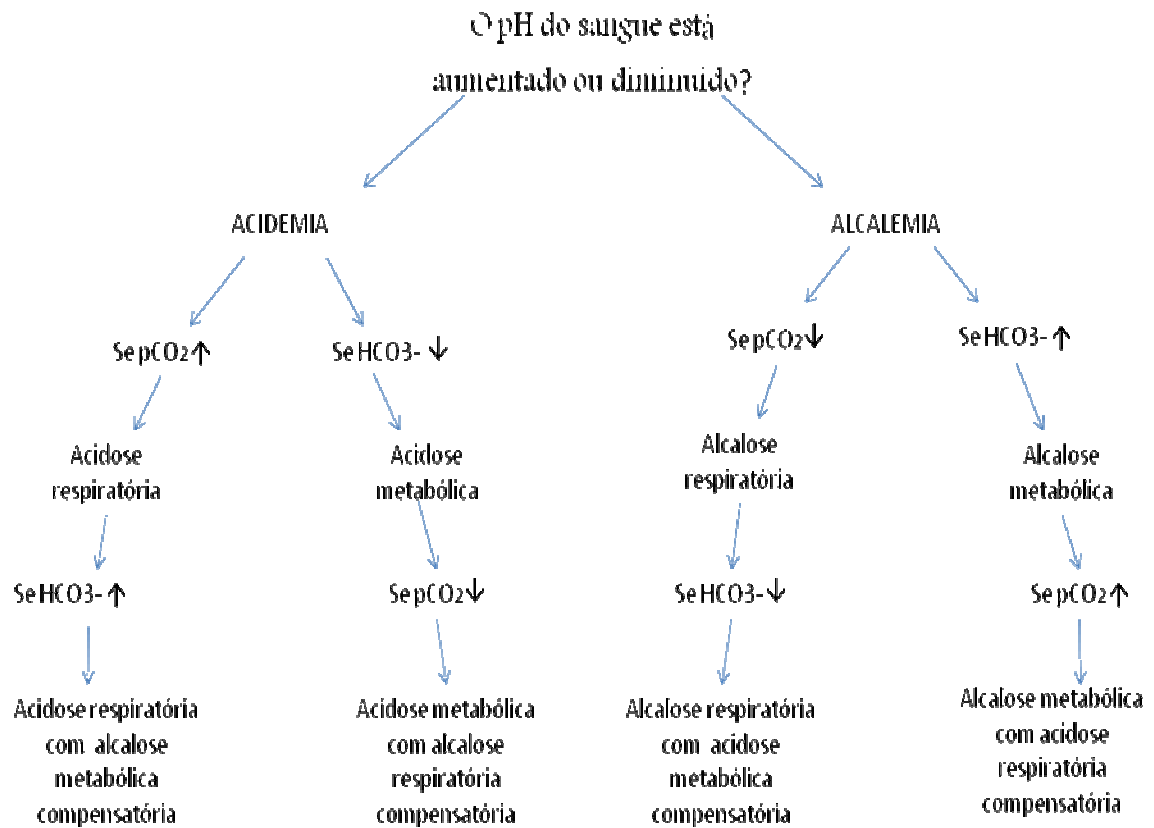 O pH do sangue está
aumentado ou diminuído?
ACIDEMIA
ALCALEMIA
Se pCO2↑
Se HCO3- ↓
Se pCO2↓
Se HCO3- ↑
Acidose
respiratória
Acidose
metabólica
Alcalose
respiratória
Alcalose
metabólica
Se HCO3- ↑
Se pCO2↓
Se HCO3-↓
Se pCO2↑
Acidose respiratória
com alcalose
metabólica
compensatória
Acidose metabólica
com alcalose
respiratória
compensatória
Alcalose respiratória
com acidose
metabólica
compensatória
Alcalose metabólica
com acidose
respiratória
compensatória